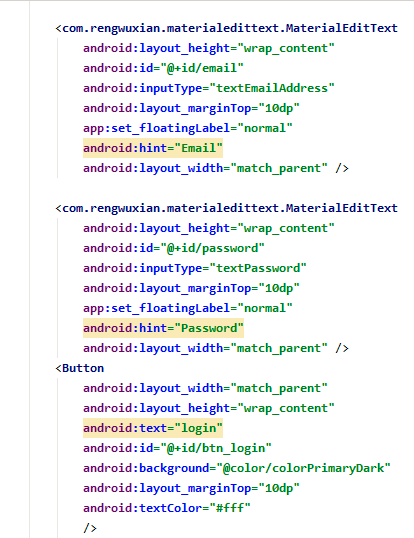 <com.rengwuxian.materialedittext.MaterialEditText
android:layout_height="wrap_content"
android:id="@+id/email"
android:inputType="textEmailAddress"
android:layout_marginTop="10dp"
app:set_floatingLabel="normal"
android:hint="Email"
android:layout_width="match_parent" />
<com.rengwuxian.materialedittext.MaterialEditText
android:layout_height="wrap_content"
android:id="@+id/password"
android:inputType="textPassword"
android:layout_marginTop="10dp"
app:set_floatingLabel="normal"
android:hint="Password"
android:layout_width="match_parent" />
<Button
android:layout_width="match_parent"
android:layout_height="wrap_content"
android:text="login"
android:id="@+id/btn_login"
android:background="@color/colorPrimaryDark"
android:layout_marginTop="10dp"
android:textColor="#fff"
/>